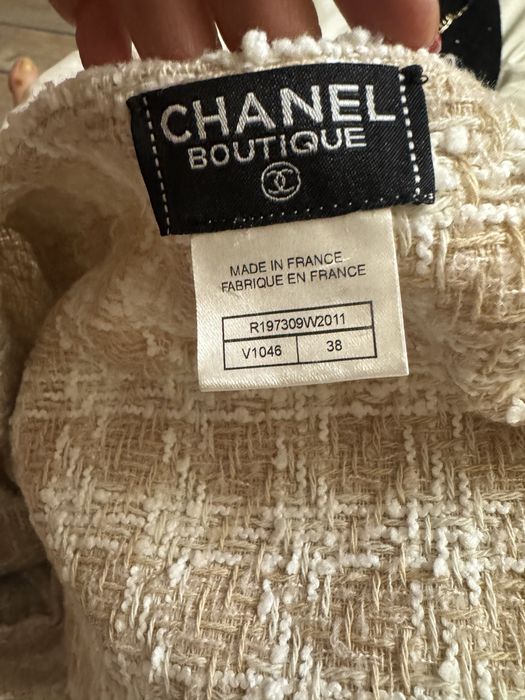 CHANEL
BOUTIQUE
MADE IN FRANCE
FABRIQUE EN FRANCE
R197309W2011
V1046 38